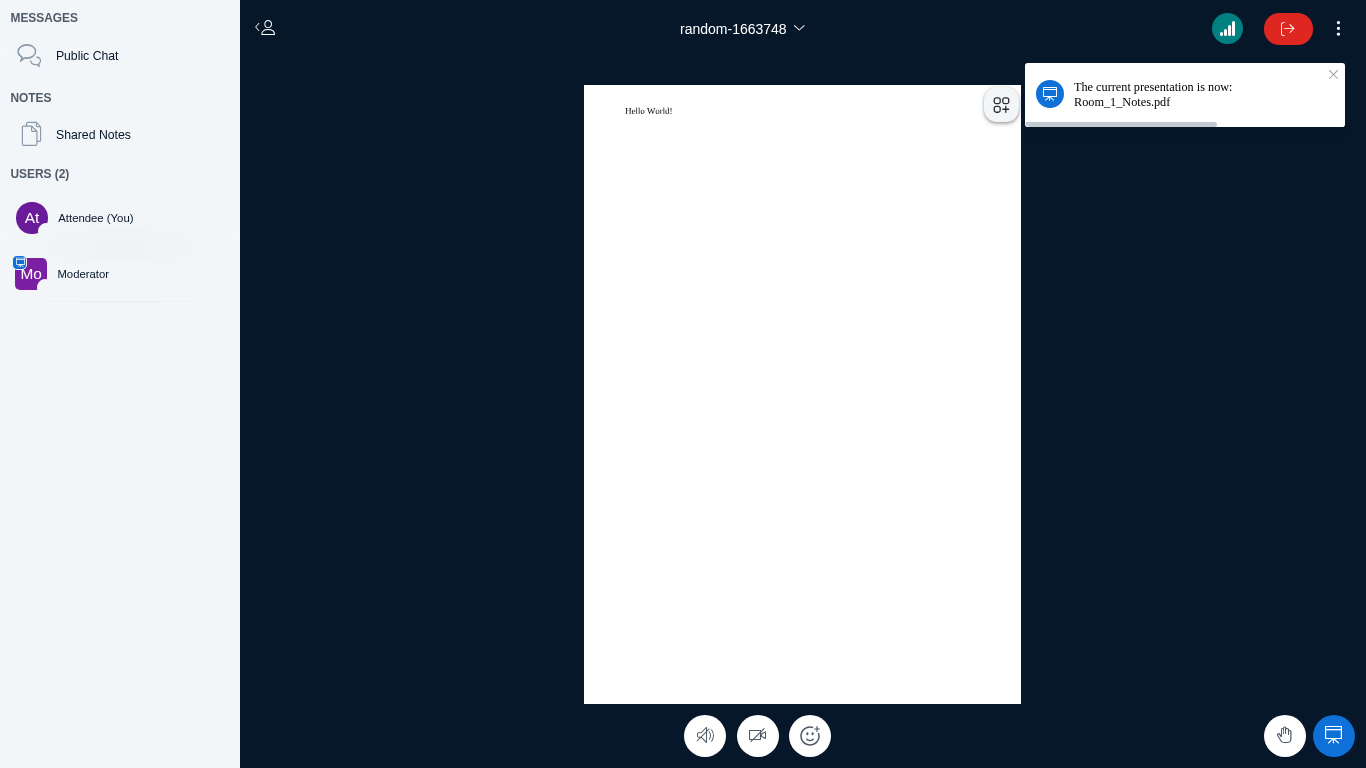 MESSAGES
Public Chat
NOTES
Shared Notes
USERS (2)
At
Attendee (You)
Mo
Moderator
random-1663748
Hello World!
The current presentation is now:
Room_1_Notes.pdf